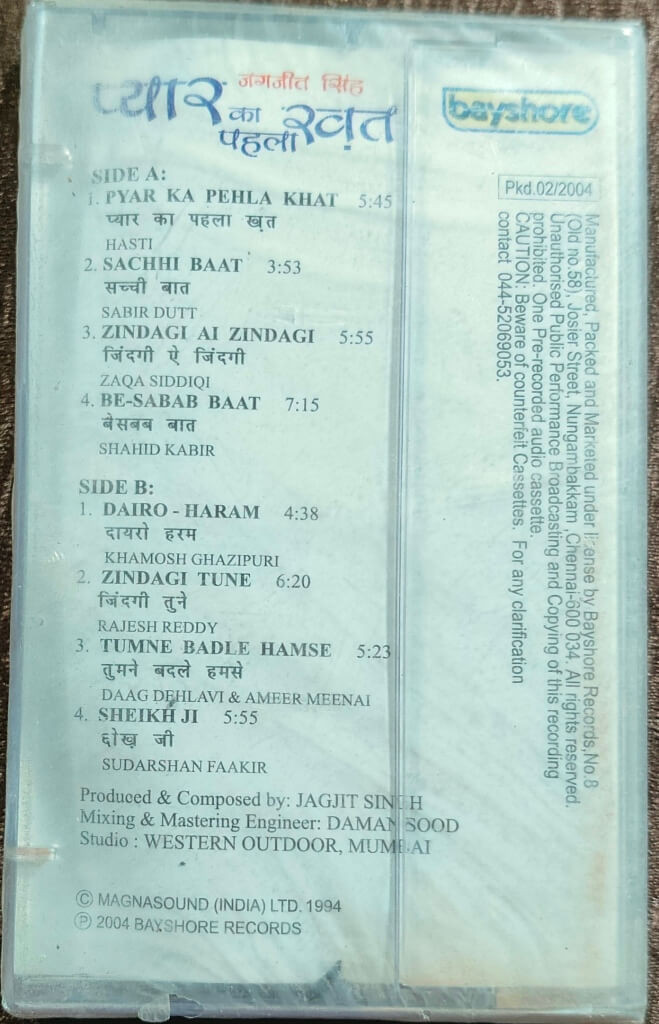 जगजीत सिंह
प्यार का पहला ख़त
SIDE A:
1. PYAR KA PEHLA KHAT 5:45
प्यार का पहला ख़त
HASTI
2. SACHHI BAAT 3:53
सच्ची बात
SABIR DUTT
3. ZINDAGI AI ZINDAGI 5:55
जिंदगी ऐ जिंदगी
ZAQA SIDDIQI
4. BE-SABAB BAAT 7:15
बेसबब बात
SHAHID KABIR
SIDE B:
1. DAIRO - HARAM 4:38
दायरो हरम
KHAMOSH GHAZIPURI
2. ZINDAGI TUNE 6:20
जिंदगी तुने
RAJESH REDDY
3. TUMNE BADLE HAMSE 5:23
तुमने बदले हमसे
DAAG DEHLAVI & AMEER MEENAI
4. SHEIKH JI 5:55
छोख़ जी
SUDARSHAN FAAKIR
Produced & Composed by: JAGJIT SINGH
Mixing & Mastering Engineer: DAMAN SOOD
Studio : WESTERN OUTDOOR, MUMBAI
© MAGNASOUND (INDIA) LTD. 1994
℗ 2004 BAYSHORE RECORDS
bayshore
Pkd.02/2004
Manufactured, Packed and Marketed under license by Bayshore Records,No.8
(Old no.58), Josier Street, Nungambakkam ,Chennai-600 034. All rights reserved.
Unauthorised Public Performance Broadcasting and Copying of this recording
prohibited. One Pre-recorded audio cassette.
CAUTION: Beware of counterfeit Cassettes. For any clarification
contact 044-52069053.